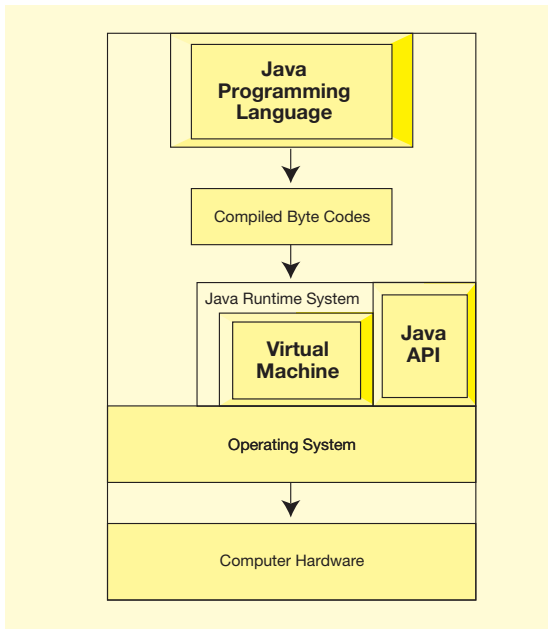 Java
Programming
Language
Compiled Byte Codes
Java Runtime System
Virtual
Machine
Java
API
Operating System
Computer Hardware